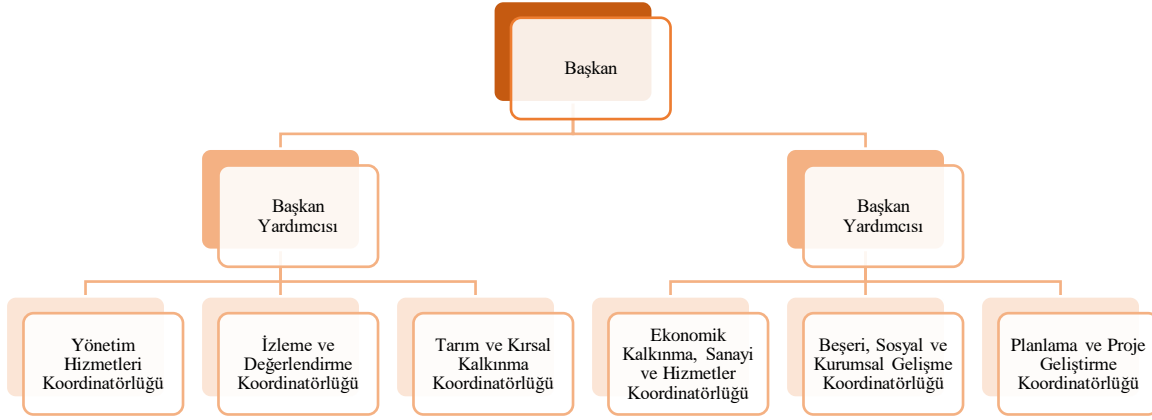 Başkan
Başkan
Yardımcısı
Başkan
Yardımcısı
Yönetim
Hizmetleri
Koordinatörlüğü
İzleme ve
Değerlendirme
Koordinatörlüğü
Tarım ve Kırsal
Kalkınma
Koordinatörlüğü
Ekonomik
Kalkınma, Sanayi
ve Hizmetler
Koordinatörlüğü
Beşeri, Sosyal ve
Kurumsal Gelişme
Koordinatörlüğü
Planlama ve Proje
Geliştirme
Koordinatörlüğü